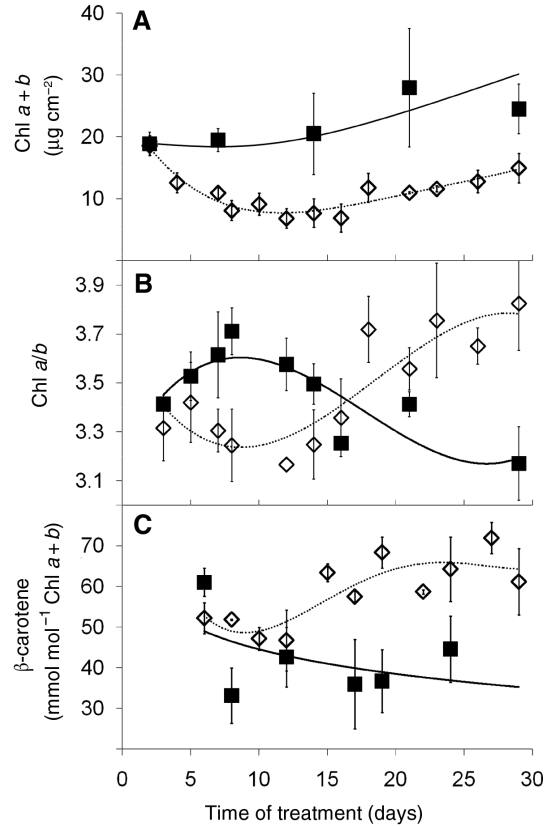 A
40
30
20
10
Chl a + b
(μg cm−2)
B
3.9
3.7
3.5
3.3
3.1
Chl a/b
C
70
60
50
40
30
β-carotene
(mmol mol−1 Chl a + b)
0 5 10 15 20 25 30
Time of treatment (days)